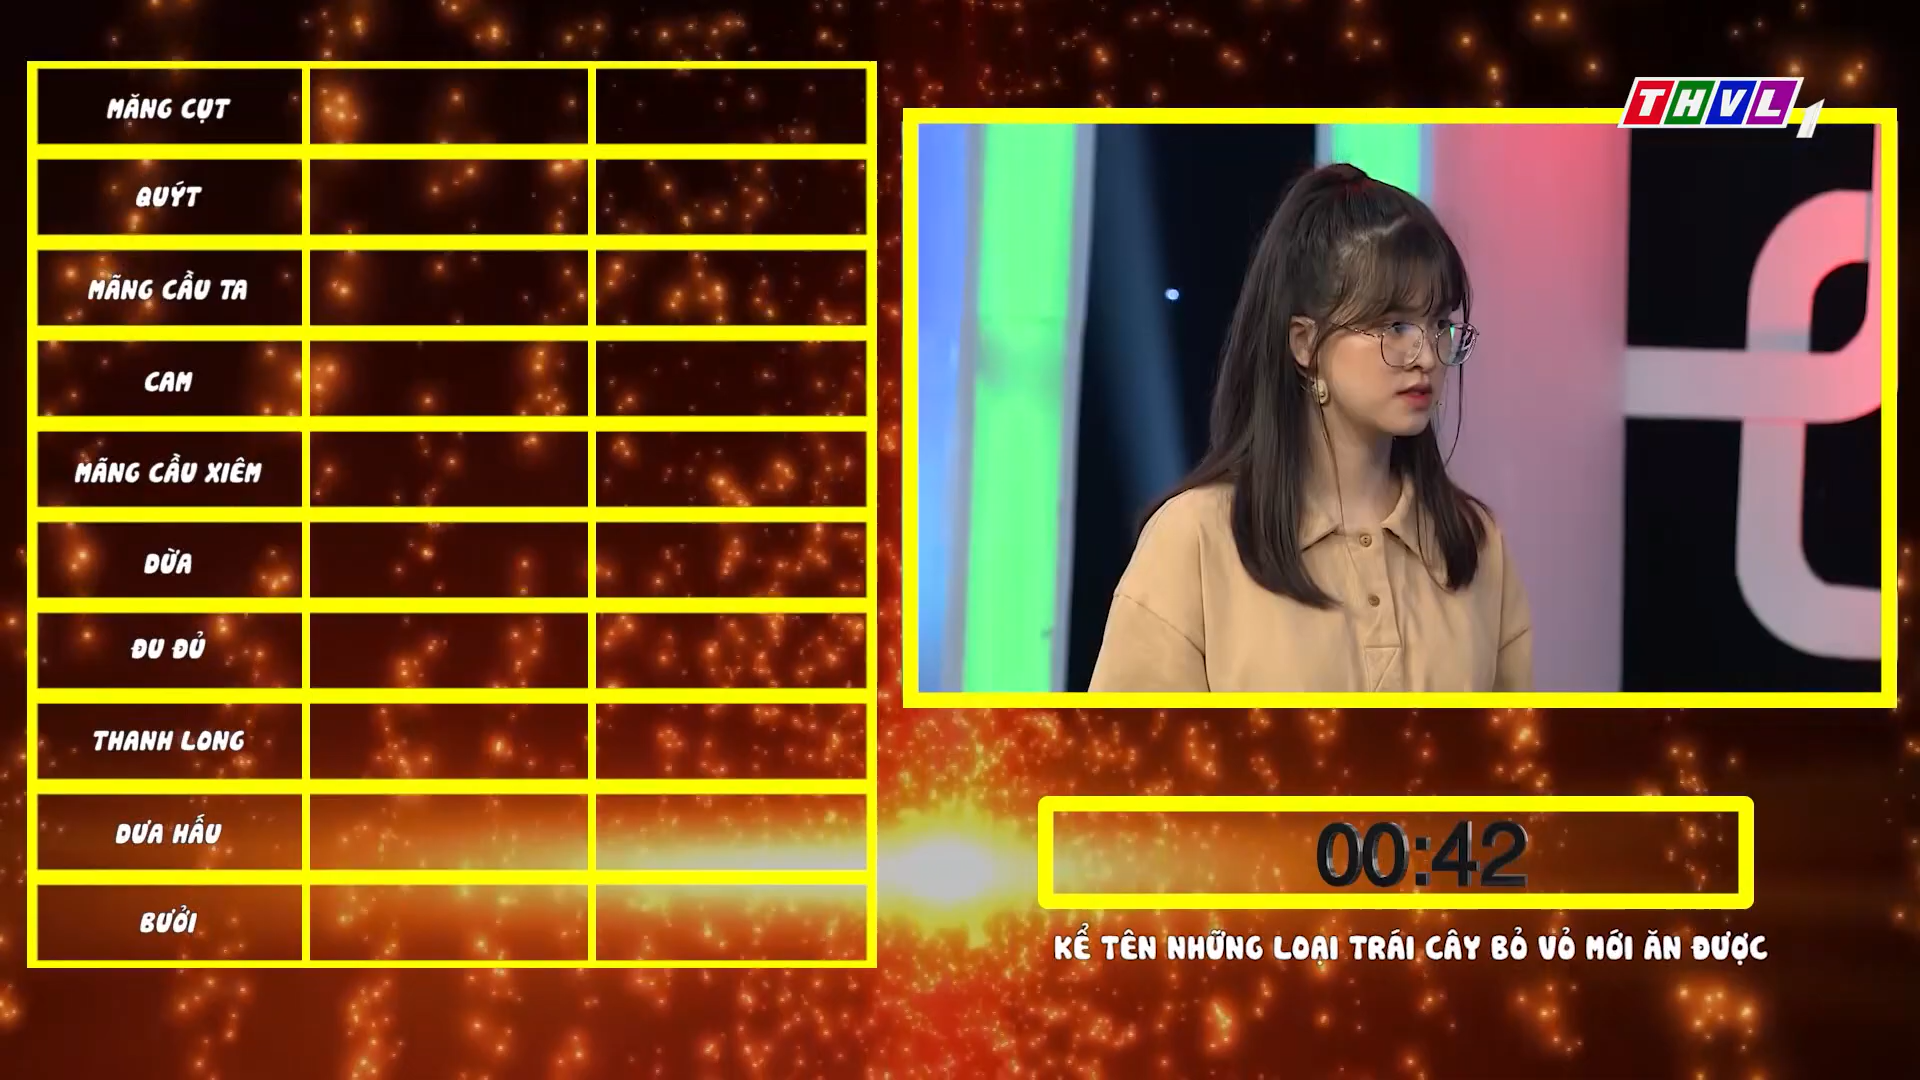 MĂNG CỤT
QUÝT
MÃNG CẦU TA
CAM
MÃNG CẦU XIÊM
DỪA
ĐU ĐỦ
THANH LONG
DƯA HẤU
BƯỞI
THVL1
00:42
KỂ TÊN NHỮNG LOẠI TRÁI CÂY BỎ VỎ MỚI ĂN ĐƯỢC